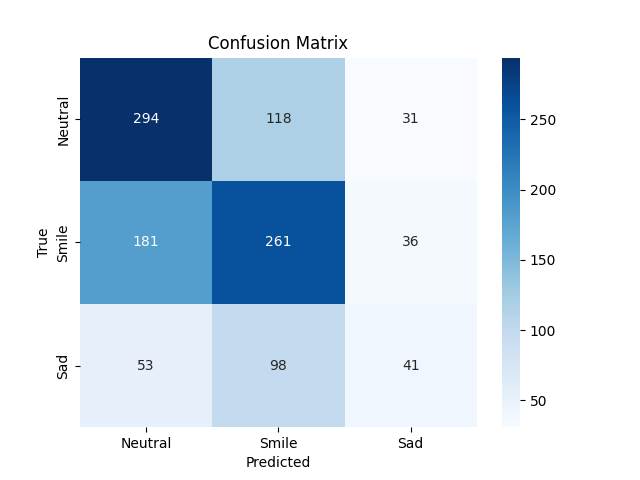 Confusion Matrix
Neutral 294 118 31
True
Smile 181 261 36
Sad 53 98 41
Neutral Smile Sad
Predicted
250
200
150
100
50